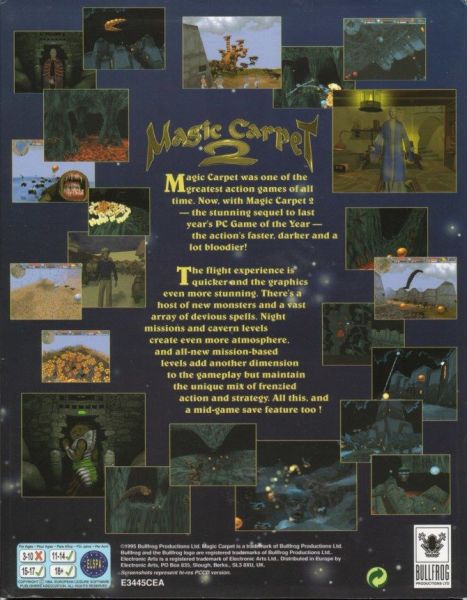 Magic Carpet
2
Magic Carpet was one of the
greatest action games of all
time. Now, with Magic Carpet 2
— the stunning sequel to last
year's PC Game of the Year —
the action's faster, darker and a
lot bloodier!
The flight experience is
quicker and the graphics
even more stunning. There's a
host of new monsters and a vast
array of devious spells. Night
missions and cavern levels
create even more atmosphere,
and all-new mission-based
levels add another dimension
to the gameplay but maintain
the unique mix of frenzied
action and strategy. All this, and
a mid-game save feature too !
3-10
11-14
15-17
18+
ELSPA
©1995 Bullfrog Productions Ltd. Magic Carpet is a trademark of Bullfrog Productions Ltd.
Bullfrog and the Bullfrog logo are registered trademarks of Bullfrog Productions Ltd..
Electronic Arts is a registered trademark of Electronic Arts Ltd., Distributed in Europe by
Electronic Arts, PO Box 835, Slough, Berks., SL3 8XU, UK.
Screenshots represent hi-res PCCD version.
E3445CEA
BULLFROG
PRODUCTIONS LTD